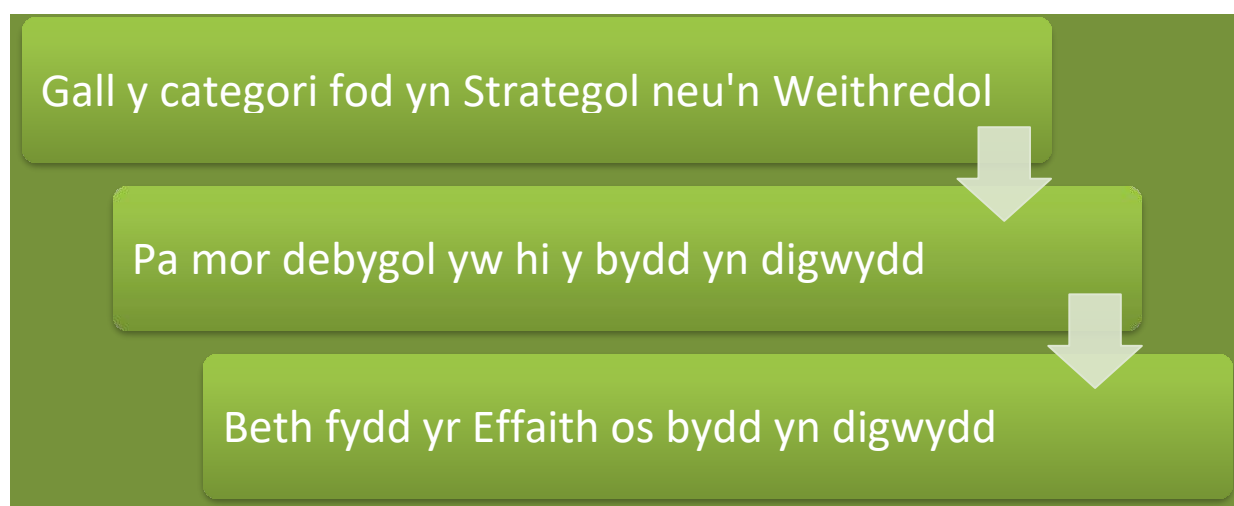 Gall y categori fod yn Strategol neu'n Weithredol
Pa mor debygol yw hi y bydd yn digwydd
Beth fydd yr Effaith os bydd yn digwydd